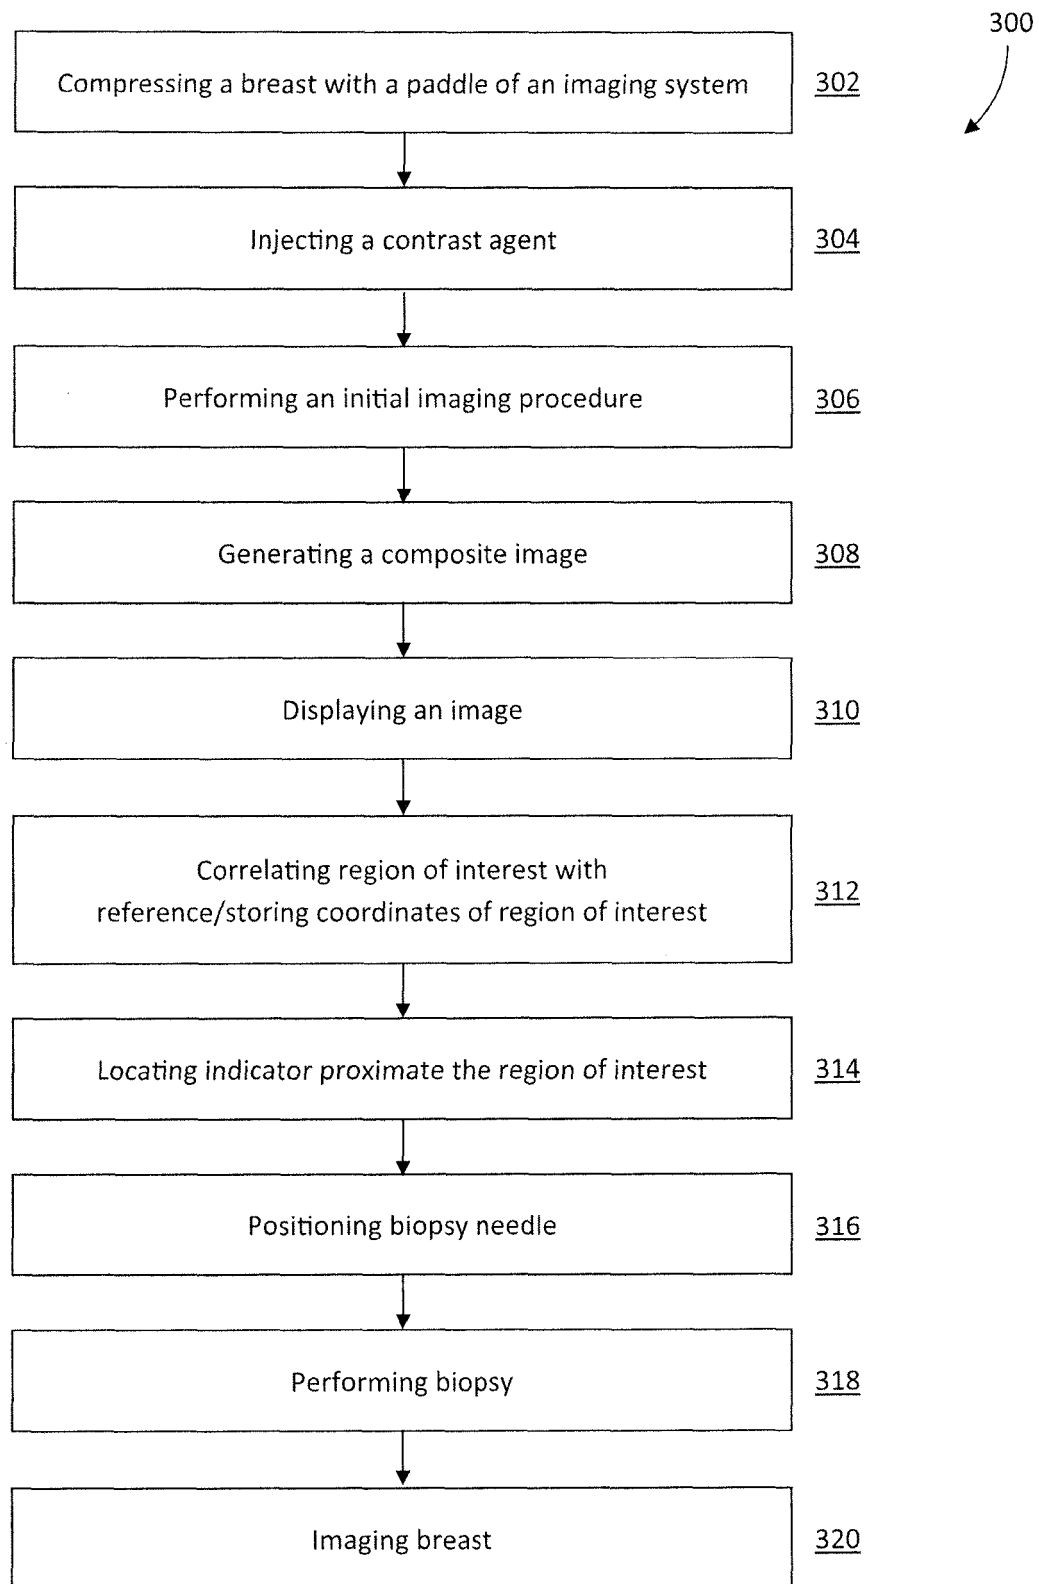 300
Compressing a breast with a paddle of an imaging system 302
Injecting a contrast agent 304
Performing an initial imaging procedure 306
Generating a composite image 308
Displaying an image 310
Correlating region of interest with
reference/storing coordinates of region of interest 312
Locating indicator proximate the region of interest 314
Positioning biopsy needle 316
Performing biopsy 318
Imaging breast 320